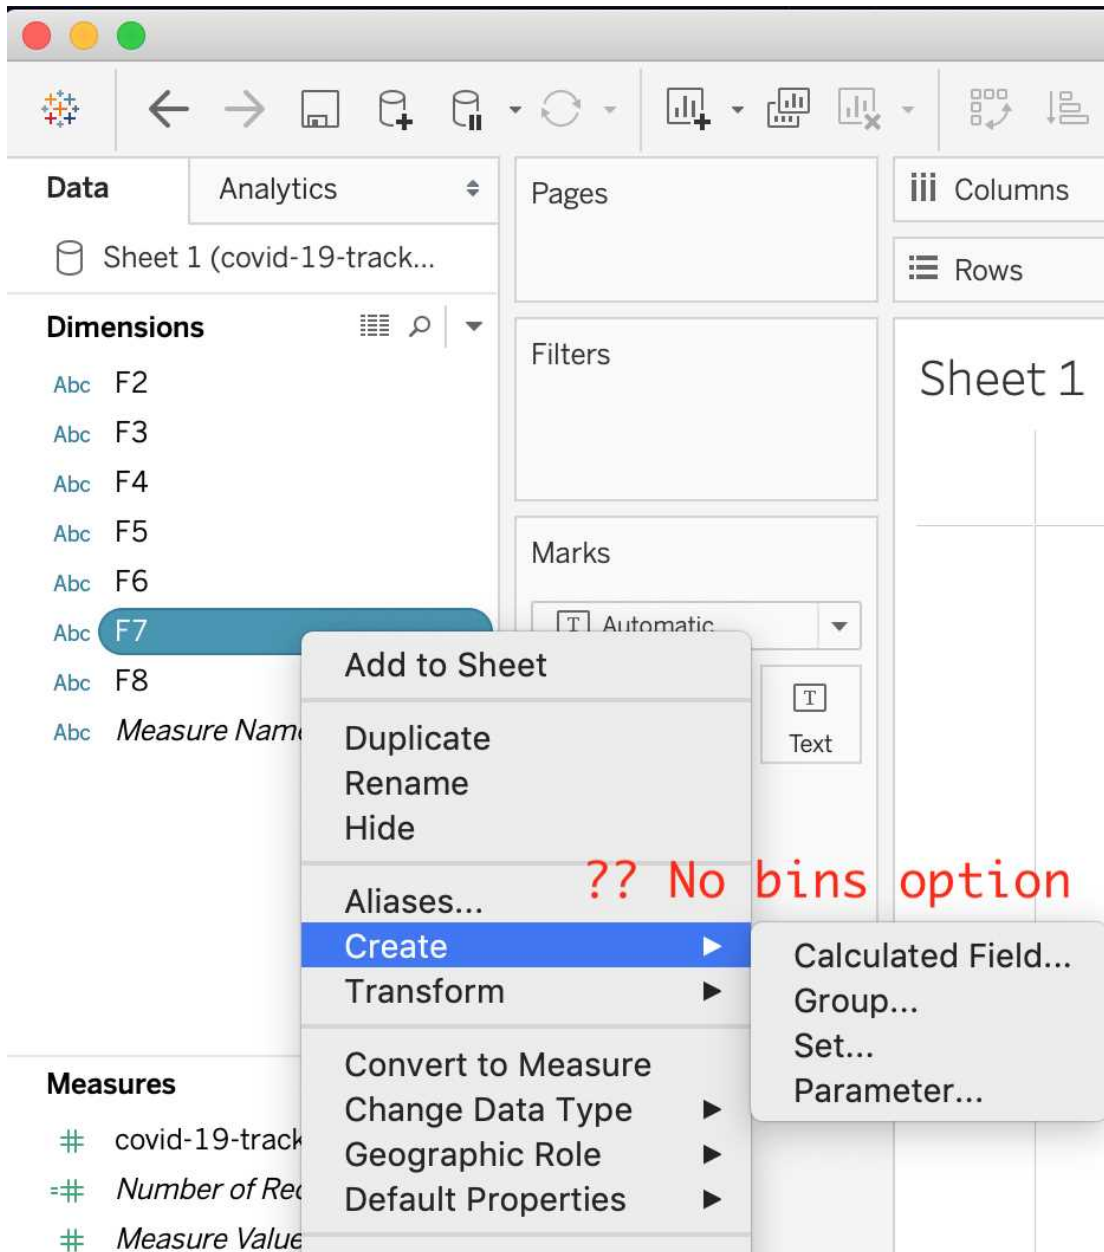 Data
Analytics
Pages
Columns
Sheet 1 (covid-19-track...
Rows
Dimensions
Filters
Sheet 1
Abc F2
Abc F3
Abc F4
Abc F5
Marks
Abc F6
Abc F7
T Automatic
Abc F8
Abc Measure Name
T
Text
Add to Sheet
Duplicate
Rename
Hide
?? No bins option
Aliases...
Create
Transform
Calculated Field...
Group...
Set...
Parameter...
Convert to Measure
Change Data Type
Geographic Role
Default Properties
Measures
# covid-19-track
=# Number of Rec
# Measure Value